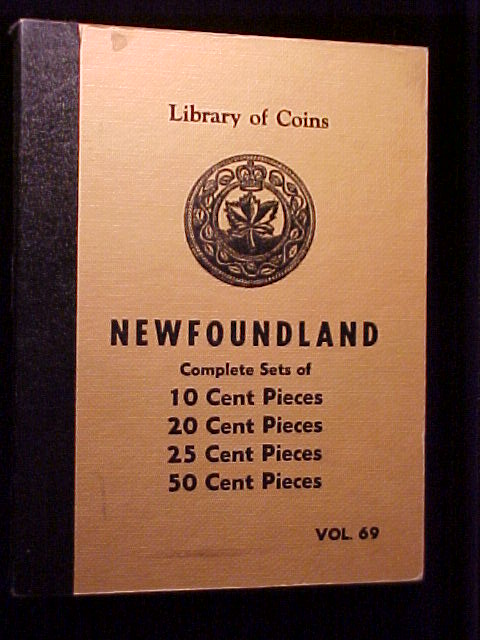 Library of Coins
NEWFOUNDLAND
Complete Sets of
10 Cent Pieces
20 Cent Pieces
25 Cent Pieces
50 Cent Pieces
VOL. 69